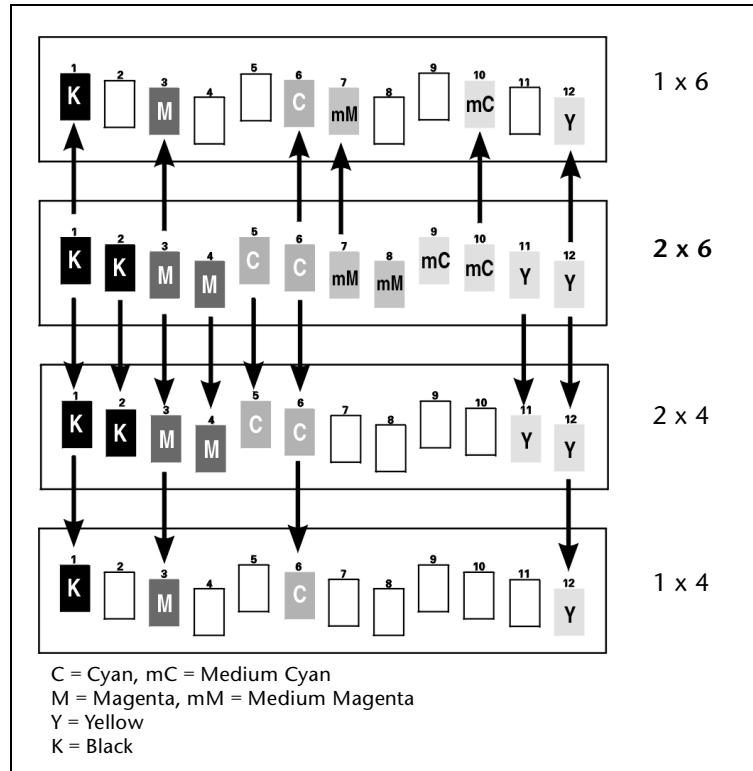 1 2 3 4 5 6 7 8 9 10 11 12
K M C mM mC Y
1 x 6
1 2 3 4 5 6 7 8 9 10 11 12
K K M M C C mM mM mC mC Y Y
2 x 6
1 2 3 4 5 6 7 8 9 10 11 12
K K M M C C Y Y
2 x 4
1 2 3 4 5 6 7 8 9 10 11 12
K M C Y
1 x 4
C = Cyan, mC = Medium Cyan
M = Magenta, mM = Medium Magenta
Y = Yellow
K = Black